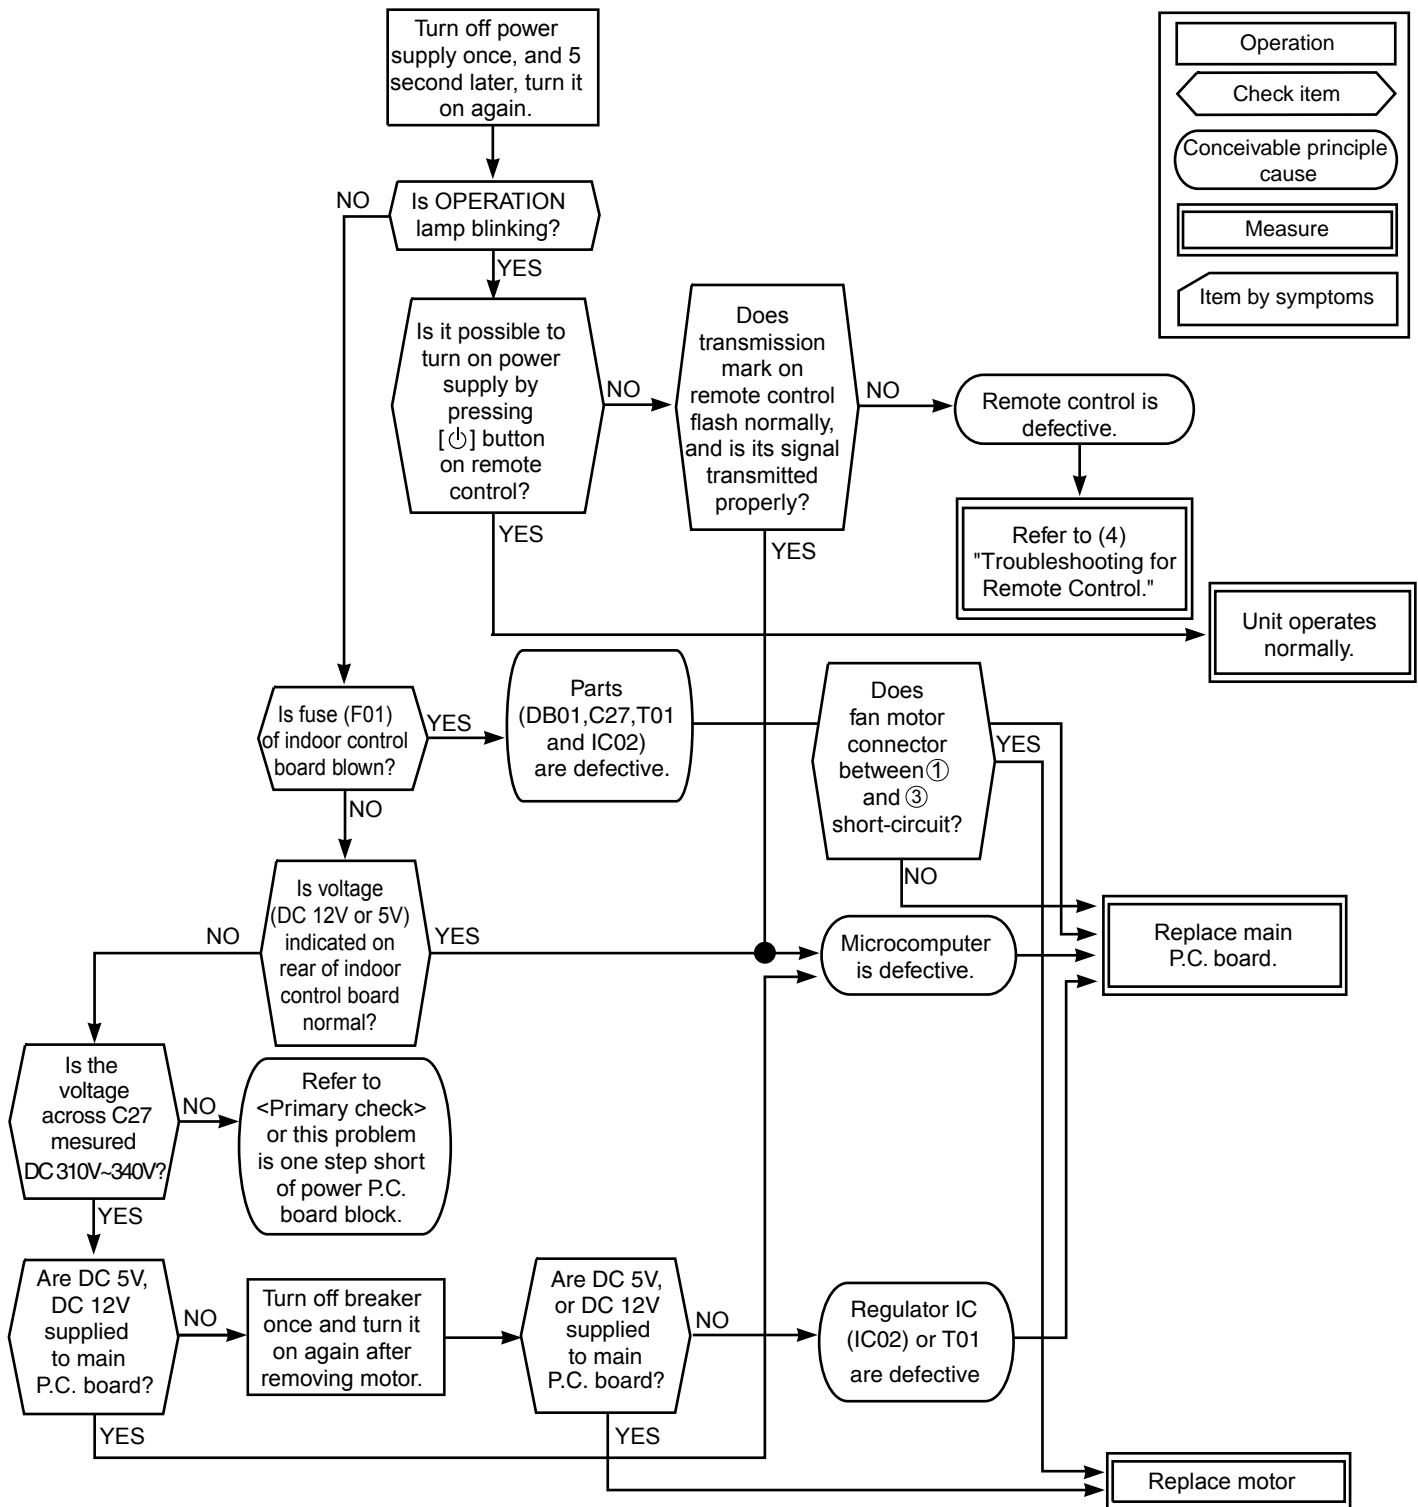 Turn off power
supply once, and 5
second later, turn it
on again.
Operation
Check item
Conceivable principle
cause
Measure
Item by symptoms
NO
Is OPERATION
lamp blinking?
YES
Is it possible to
turn on power
supply by
pressing
[⏻] button
on remote
control?
NO
YES
Does
transmission
mark on
remote control
flash normally,
and is its signal
transmitted
properly?
NO
YES
Remote control is
defective.
Refer to (4)
"Troubleshooting for
Remote Control."
Unit operates
normally.
Is fuse (F01)
of indoor control
board blown?
YES
NO
Parts
(DB01,C27,T01
and IC02)
are defective.
Does
fan motor
connector
between①
and ③
short-circuit?
YES
NO
Is voltage
(DC 12V or 5V)
indicated on
rear of indoor
control board
normal?
NO
YES
Microcomputer
is defective.
Replace main
P.C. board.
Is the
voltage
across C27
mesured
DC 310V~340V?
NO
YES
Refer to
<Primary check>
or this problem
is one step short
of power P.C.
board block.
Are DC 5V,
DC 12V
supplied
to main
P.C. board?
NO
YES
Turn off breaker
once and turn it
on again after
removing motor.
Are DC 5V,
or DC 12V
supplied
to main
P.C. board?
NO
YES
Regulator IC
(IC02) or T01
are defective
Replace motor